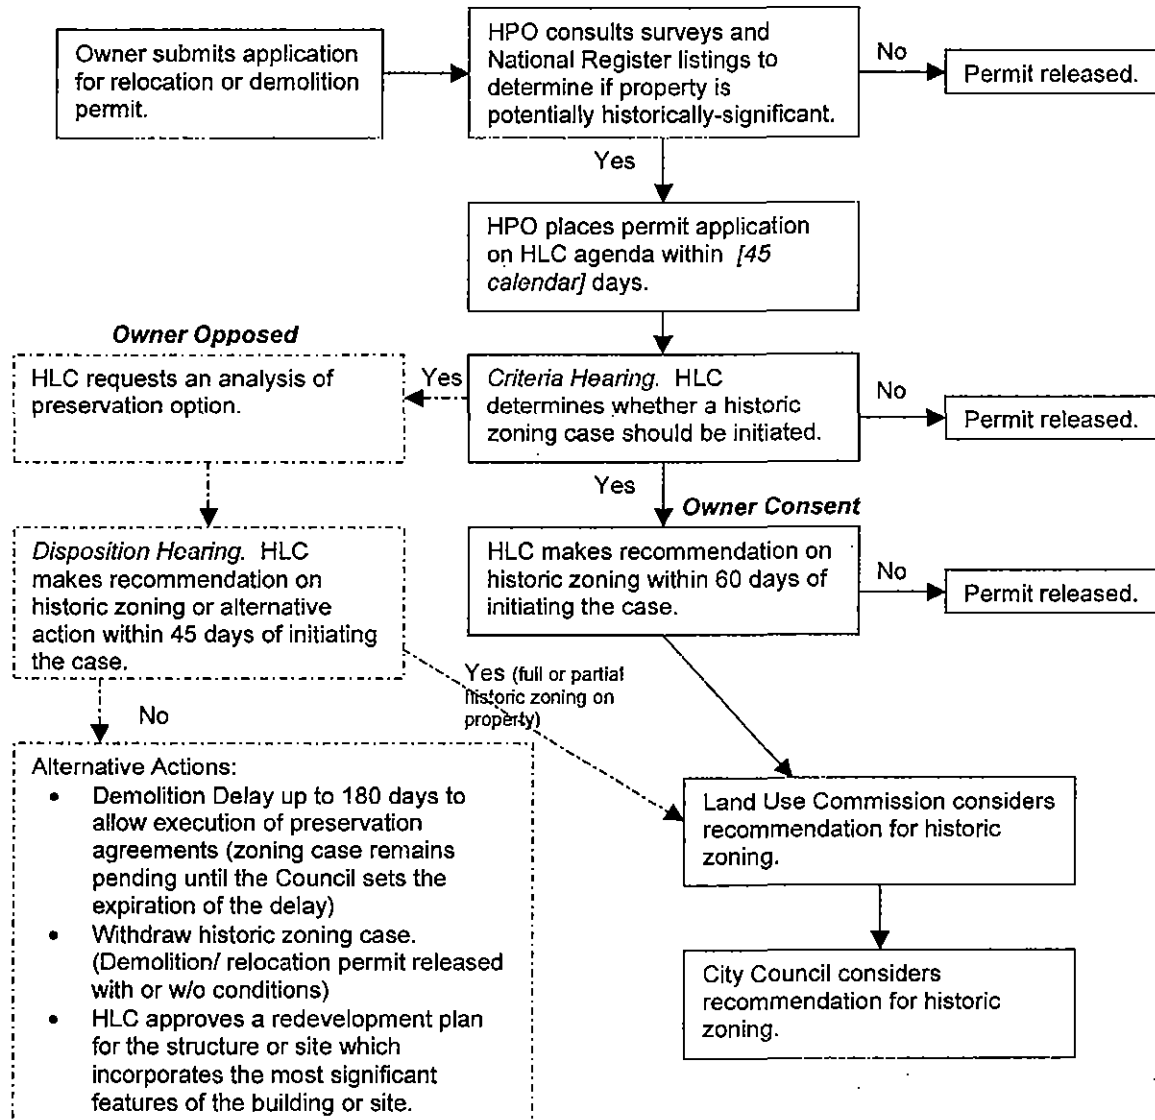 Owner submits application
for relocation or demolition
permit.
HPO consults surveys and
National Register listings to
determine if property is
potentially historically-significant.
No
Permit released.
Yes
HPO places permit application
on HLC agenda within [45
calendar] days.
Owner Opposed
HLC requests an analysis of
preservation option.
Yes
Criteria Hearing. HLC
determines whether a historic
zoning case should be initiated.
No
Permit released.
Yes
Owner Consent
Disposition Hearing. HLC
makes recommendation on
historic zoning or alternative
action within 45 days of initiating
the case.
HLC makes recommendation on
historic zoning within 60 days of
initiating the case.
No
Permit released.
Yes (full or partial
historic zoning on
property)
No
Alternative Actions:
• Demolition Delay up to 180 days to
allow execution of preservation
agreements (zoning case remains
pending until the Council sets the
expiration of the delay)
• Withdraw historic zoning case.
(Demolition/ relocation permit released
with or w/o conditions)
• HLC approves a redevelopment plan
for the structure or site which
incorporates the most significant
features of the building or site.
Land Use Commission considers
recommendation for historic
zoning.
City Council considers
recommendation for historic
zoning.